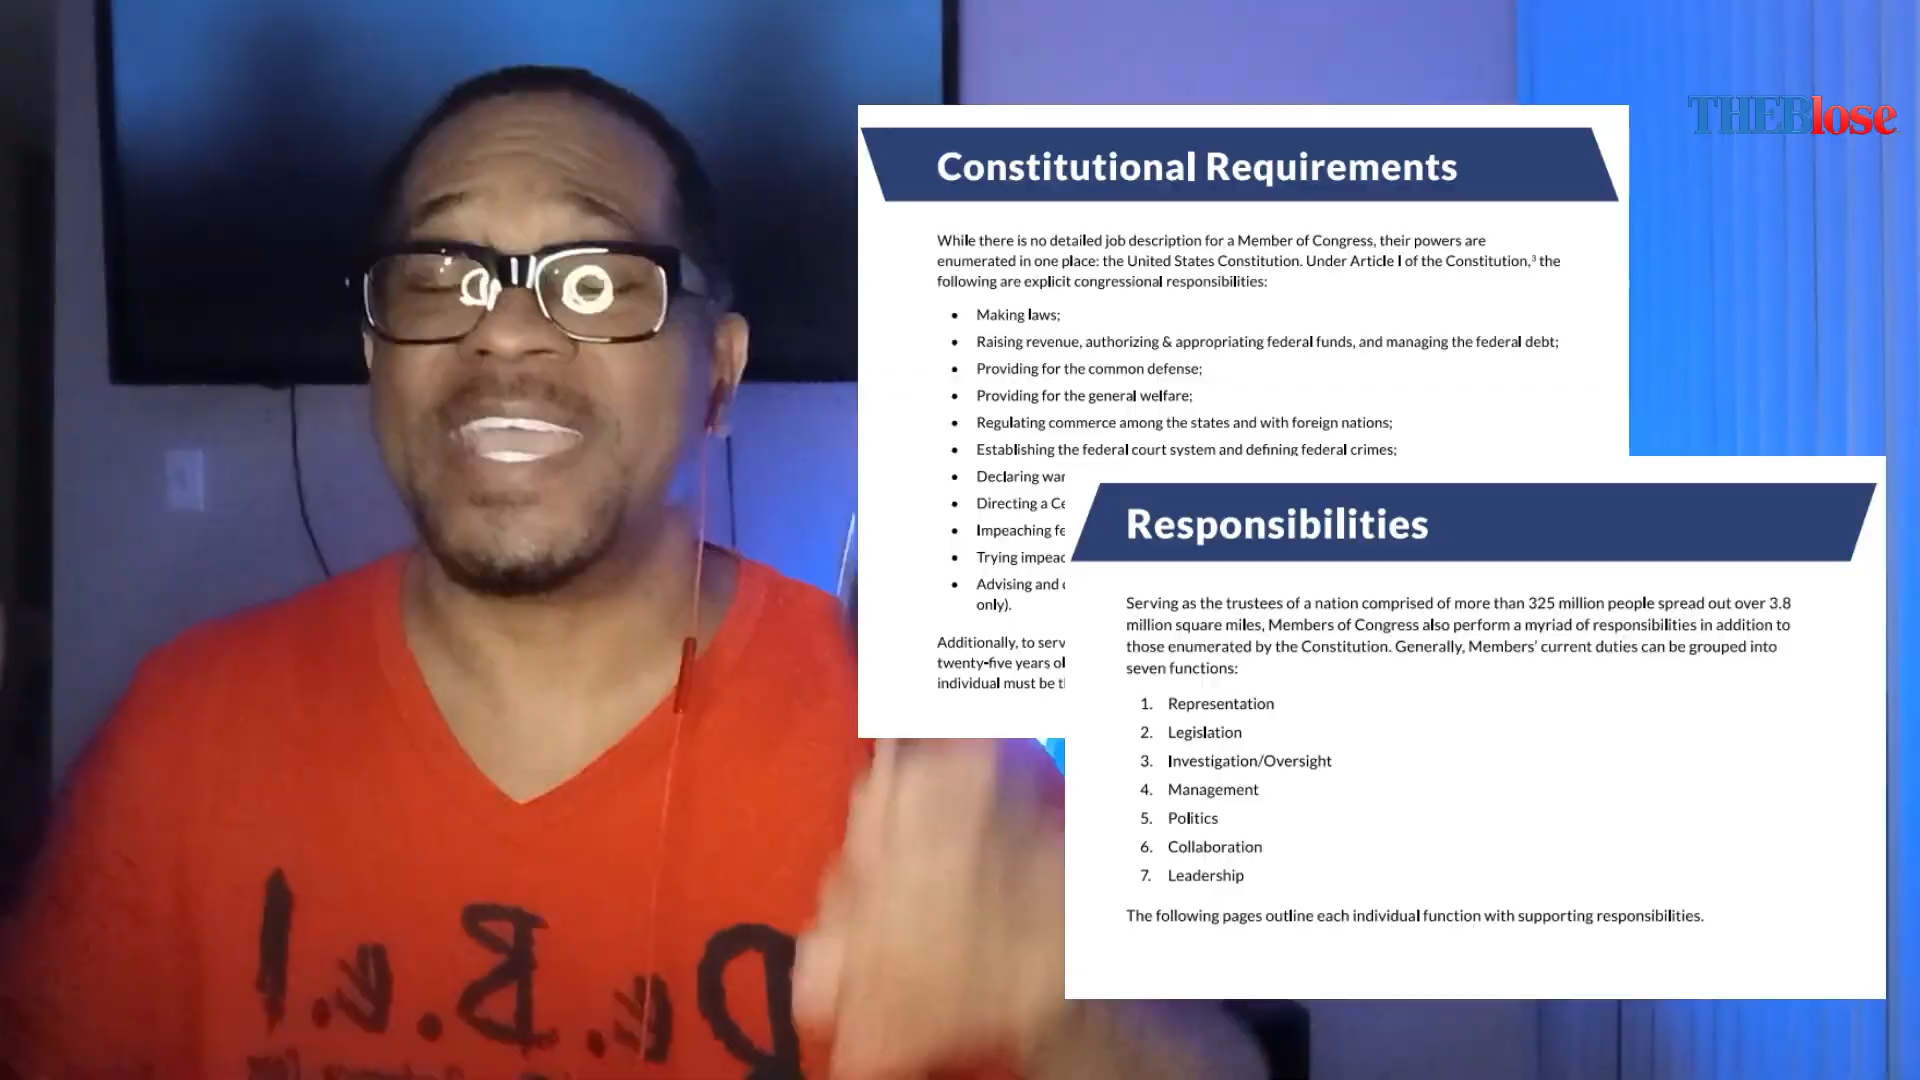 THEBlose
Constitutional Requirements
While there is no detailed job description for a Member of Congress, their powers are
enumerated in one place: the United States Constitution. Under Article I of the Constitution,³ the
following are explicit congressional responsibilities:
• Making laws;
• Raising revenue, authorizing & appropriating federal funds, and managing the federal debt;
• Providing for the common defense;
• Providing for the general welfare;
• Regulating commerce among the states and with foreign nations;
• Establishing the federal court system and defining federal crimes;
• Declaring war
• Directing a
• Impeaching
• Trying
• Advising and
only).
Additionally, to
twenty-five years
individual must be
Responsibilities
Serving as the trustees of a nation comprised of more than 325 million people spread out over 3.8
million square miles, Members of Congress also perform a myriad of responsibilities in addition to
those enumerated by the Constitution. Generally, Members' current duties can be grouped into
seven functions:
1. Representation
2. Legislation
3. Investigation/Oversight
4. Management
5. Politics
6. Collaboration
7. Leadership
The following pages outline each individual function with supporting responsibilities.